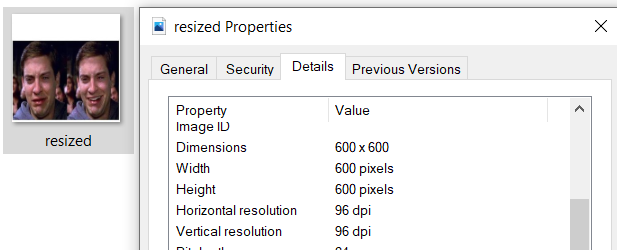 resized
resized Properties
General Security Details Previous Versions
Property Value
Image ID
Dimensions 600 x 600
Width 600 pixels
Height 600 pixels
Horizontal resolution 96 dpi
Vertical resolution 96 dpi